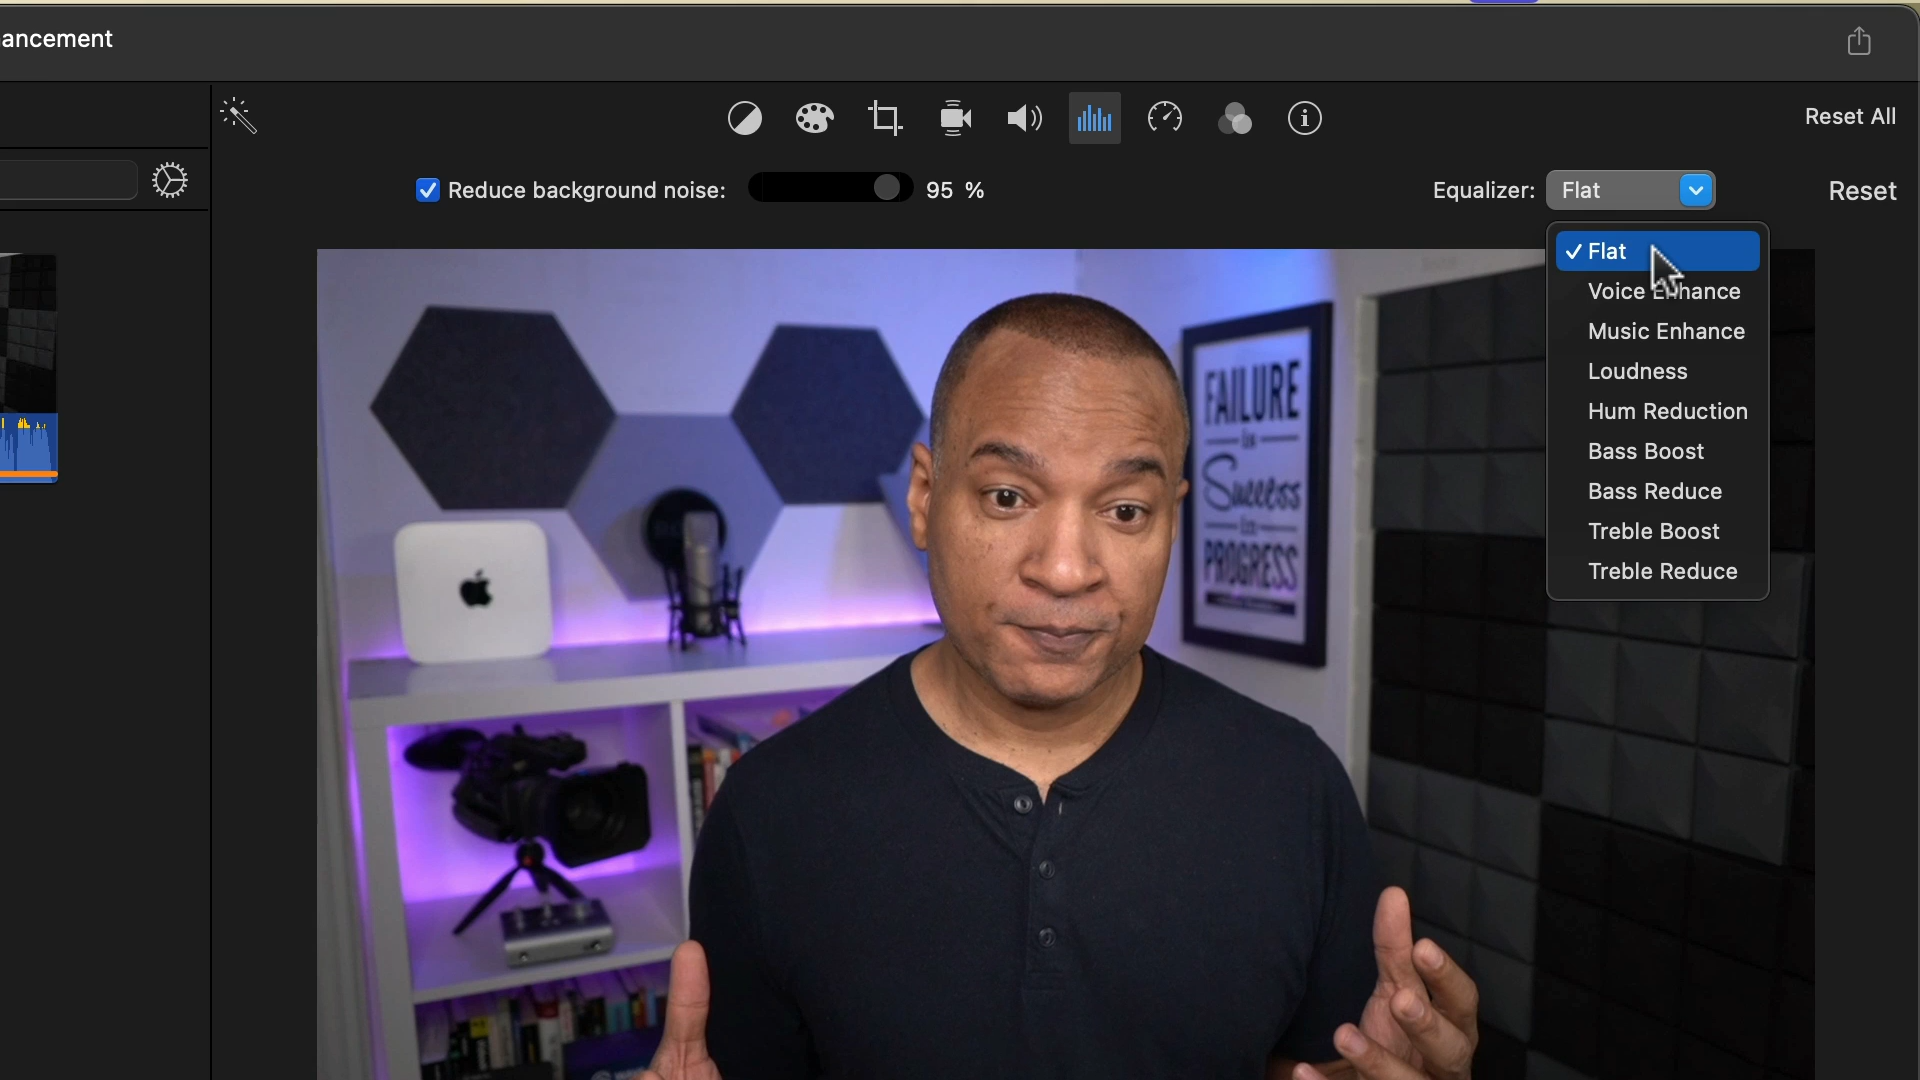 ancement
Reset All
Reduce background noise: 95 %
Equalizer: Flat
Reset
✓ Flat
Voice Enhance
Music Enhance
Loudness
Hum Reduction
Bass Boost
Bass Reduce
Treble Boost
Treble Reduce
FAILURE
is
Success
in
PROGRESS